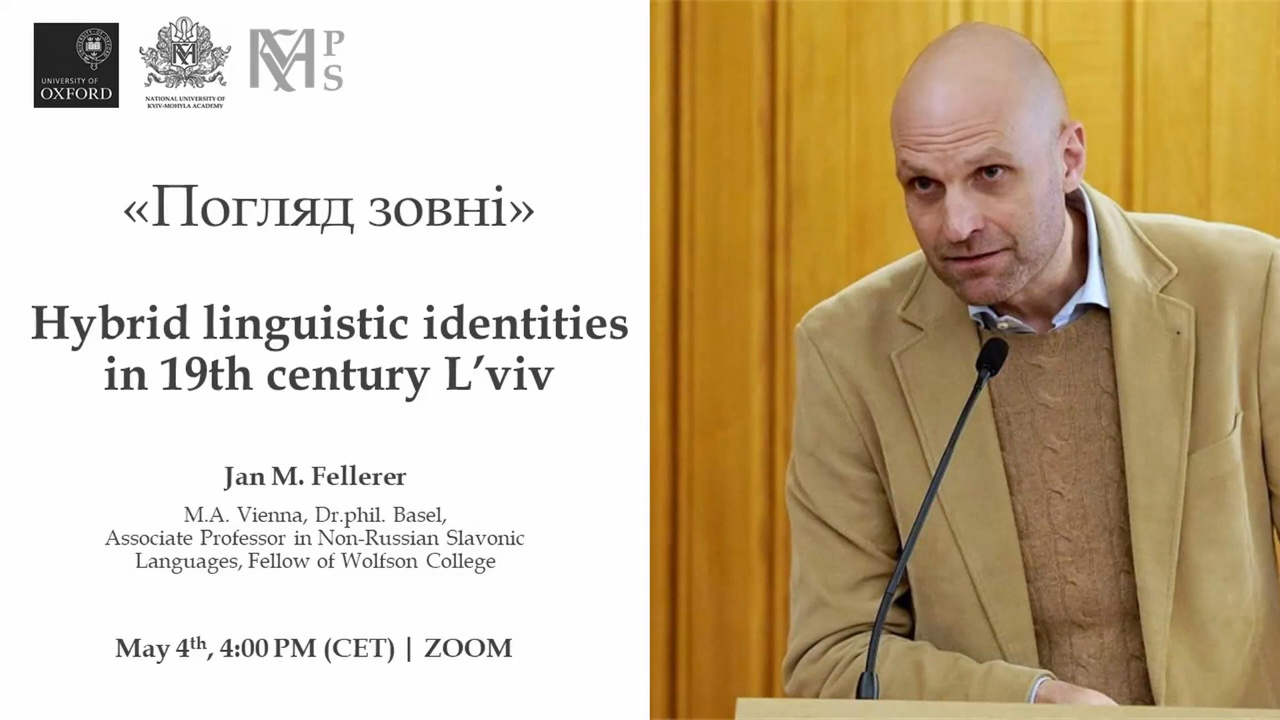 UNIVERSITY OF
OXFORD
NATIONAL UNIVERSITY OF
KYIV-MOHYLA ACADEMY
P
S
«Погляд зовні»
Hybrid linguistic identities
in 19th century L’viv
Jan M. Fellerer
M.A. Vienna, Dr.phil. Basel,
Associate Professor in Non-Russian Slavonic
Languages, Fellow of Wolfson College
May 4th, 4:00 PM (CET) | ZOOM